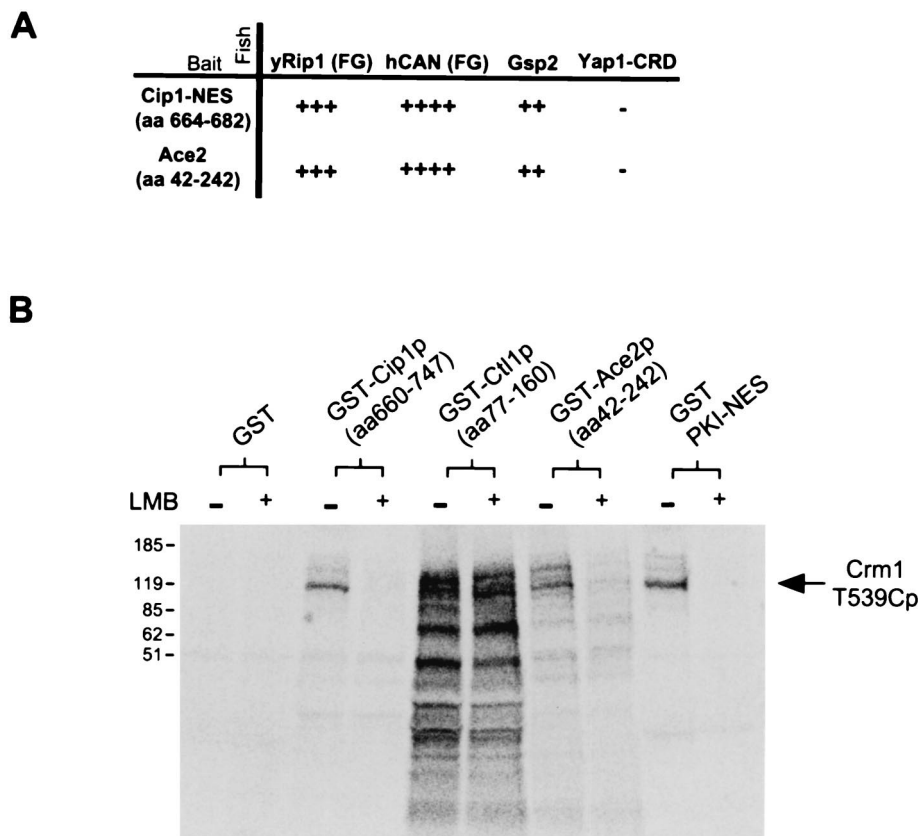 A
Bait Fish yRip1 (FG) hCAN (FG) Gsp2 Yap1-CRD
Cip1-NES
(aa 664-682) +++ ++++ ++ -
Ace2
(aa 42-242) +++ ++++ ++ -
B
GST
GST-Cip1p
(aa660-747)
GST-Ctl1p
(aa77-160)
GST-Ace2p
(aa42-242)
GST
PKI-NES
LMB - + - + - + - + - +
185-
119-
85-
62-
51-
Crm1
T539Cp